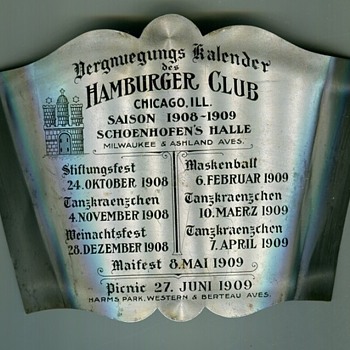 Vergnuegungs Kalender
des
HAMBURGER CLUB
CHICAGO, ILL.
SAISON 1908-1909
SCHOENHOFEN'S HALLE
MILWAUKEE & ASHLAND AVES.
Stiftungsfest
24. OKTOBER 1908
Tanzkraenzchen
4. NOVEMBER 1908
Weinachtsfest
28. DEZEMBER 1908
Maskenball
6. FEBRUAR 1909
Tanzkraenzchen
10. MAERZ 1909
Tanzkraenzchen
7. APRIL 1909
Maifest 8. MAI 1909
Picnic 27. JUNI 1909
HARMS PARK, WESTERN & BERTEAU AVES.